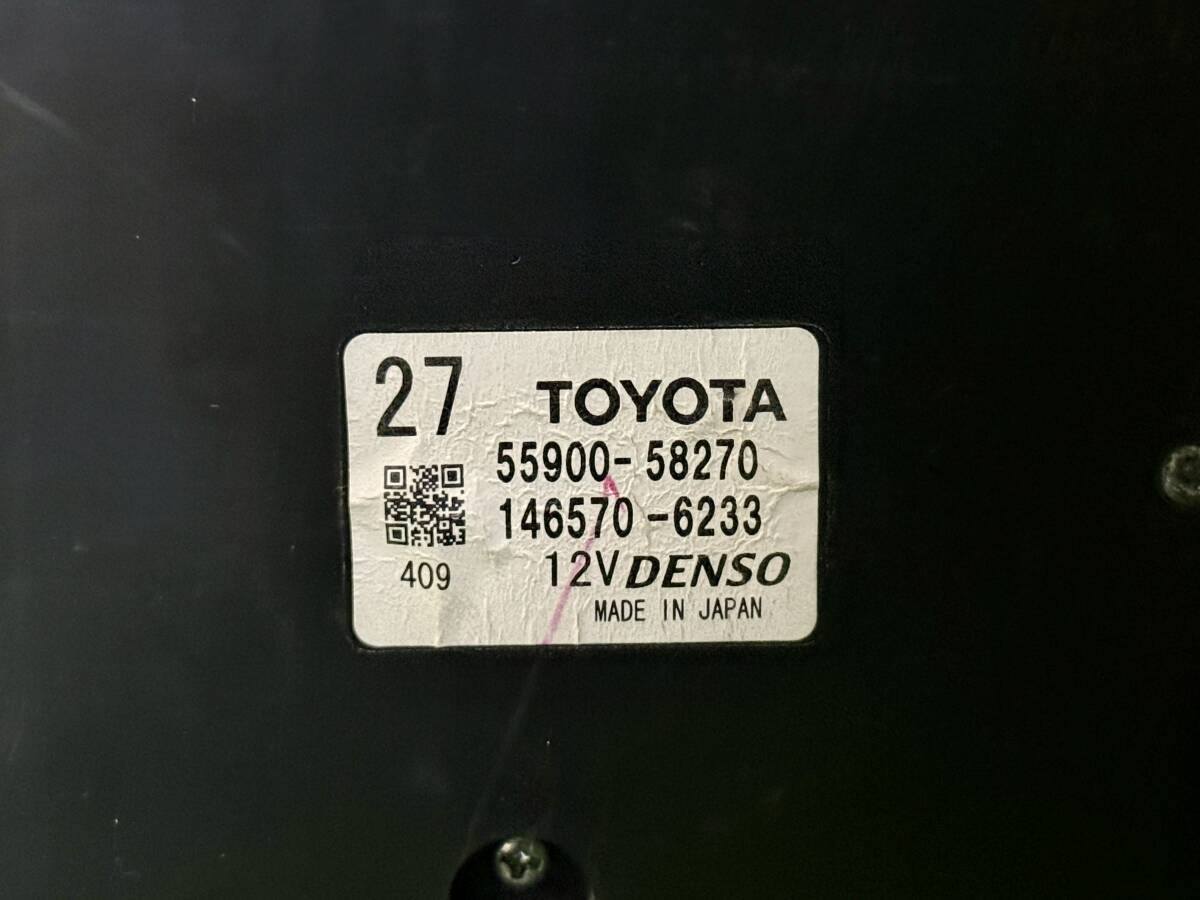 27
TOYOTA
55900-58270
146570-6233
409
12V DENSO
MADE IN JAPAN